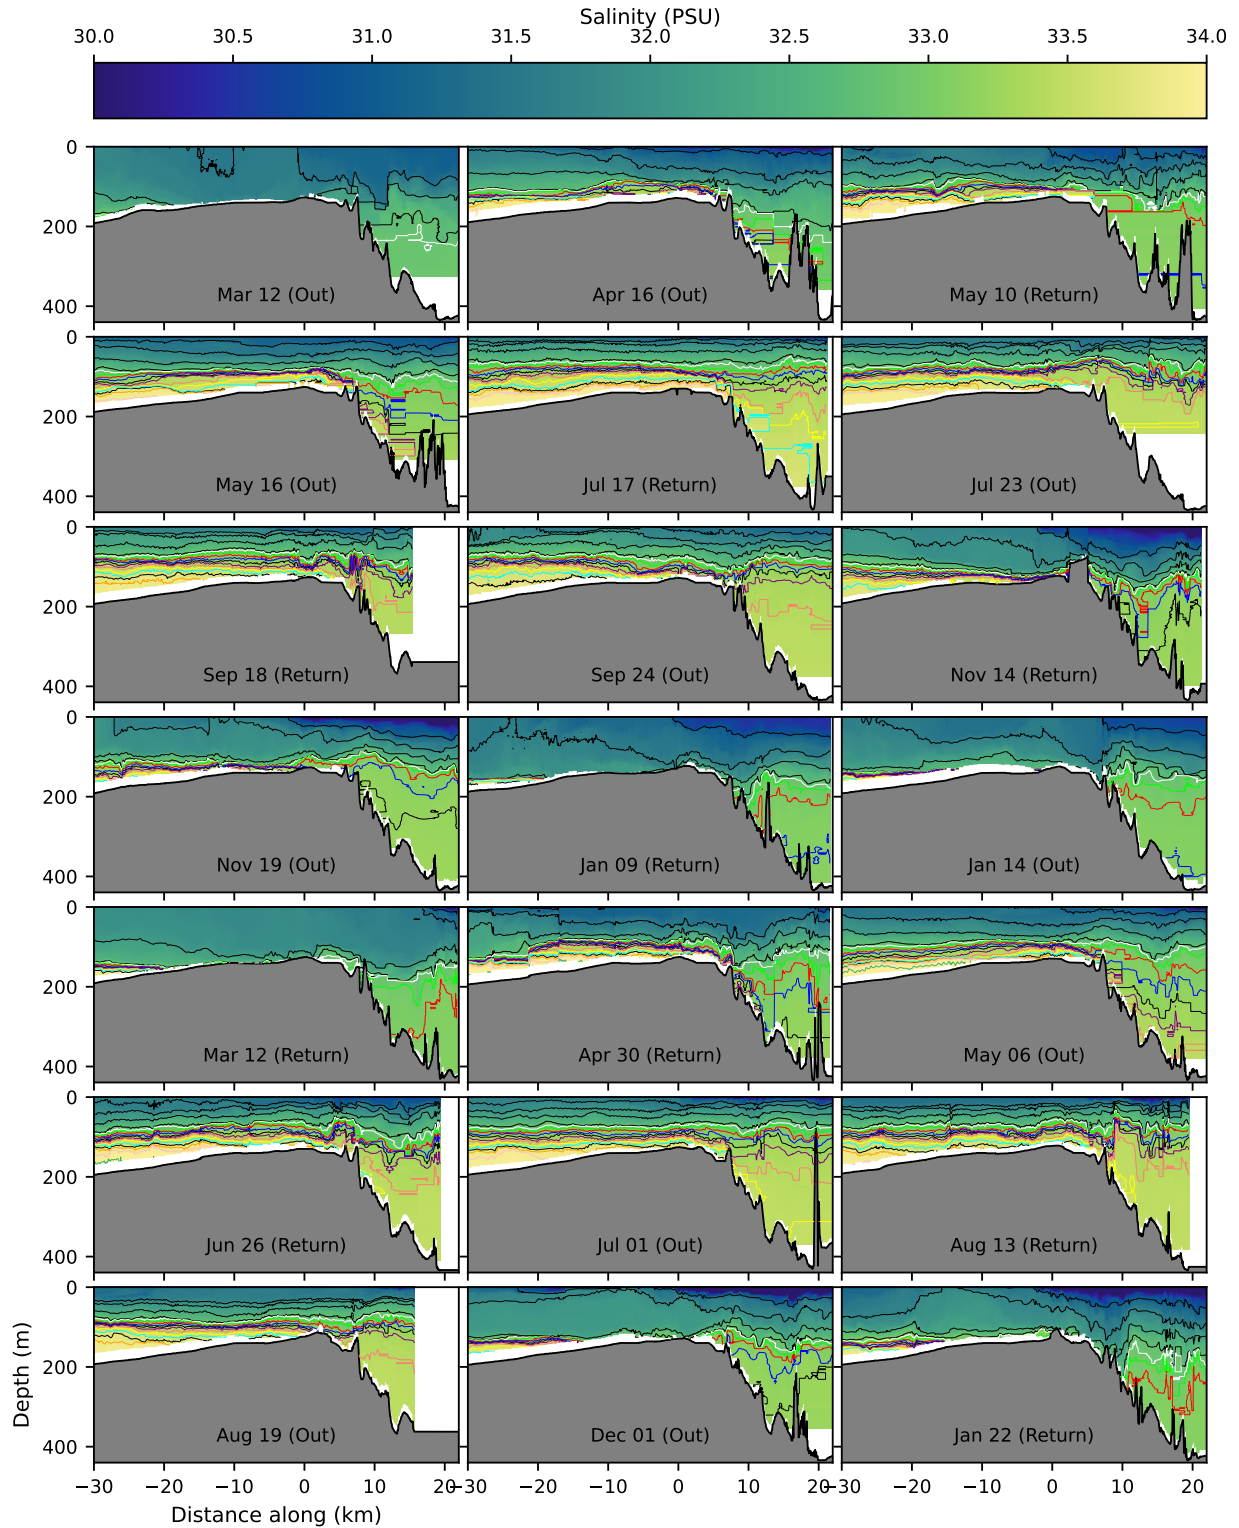 Salinity (PSU)
30.0 30.5 31.0 31.5 32.0 32.5 33.0 33.5 34.0
0
200
400
Mar 12 (Out) Apr 16 (Out) May 10 (Return)
0
200
400
May 16 (Out) Jul 17 (Return) Jul 23 (Out)
0
200
400
Sep 18 (Return) Sep 24 (Out) Nov 14 (Return)
0
200
400
Nov 19 (Out) Jan 09 (Return) Jan 14 (Out)
0
200
400
Mar 12 (Return) Apr 30 (Return) May 06 (Out)
0
200
400
Jun 26 (Return) Jul 01 (Out) Aug 13 (Return)
0
200
400
Depth (m)
Aug 19 (Out) Dec 01 (Out) Jan 22 (Return)
−30 −20 −10 0 10 20 −30 −20 −10 0 10 20 −30 −20 −10 0 10 20
Distance along (km)